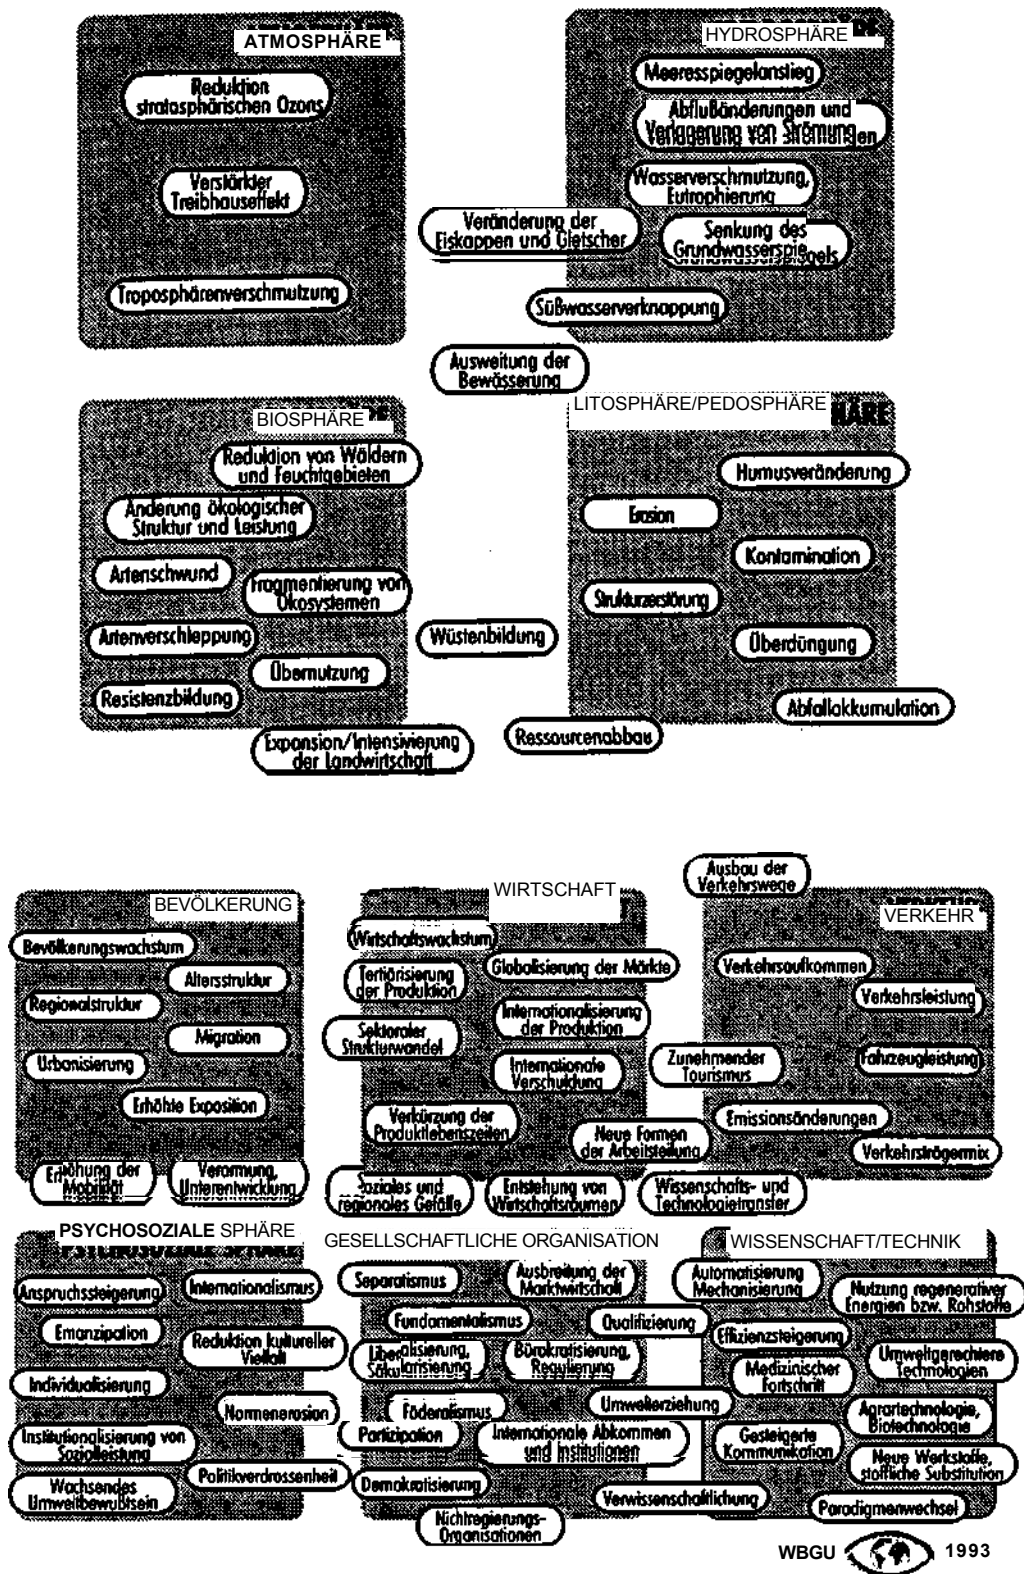 ATMOSPHÄRE
Reduktion
stratosphärischen Ozons
Verstärkter
Treibhauseffekt
Troposphärenverschmutzung
HYDROSPHÄRE
Meeresspiegelanstieg
Abflußänderungen und
Verlagerung von Strömungen
Wasserverschmutzung,
Eutrophierung
Veränderung der
Eiskappen und Gletscher
Senkung des
Grundwasserspiegels
Süßwasserverknappung
Ausweitung der
Bewässerung
BIOSPHÄRE
Reduktion von Wäldern
und Feuchtgebieten
Änderung ökologischer
Struktur und Leistung
Artenschwund
Fragmentierung von
Ökosystemen
Artenverschleppung
Übernutzung
Resistenzbildung
Expansion/Intensivierung
der Landwirtschaft
Wüstenbildung
LITOSPHÄRE/PEDOSPHÄRE
Humusveränderung
Erosion
Kontamination
Strukturzerstörung
Überdüngung
Abfallakkumulation
Ressourcenabbau
BEVÖLKERUNG
Bevölkerungswachstum
Altersstruktur
Regionalstruktur
Migration
Urbanisierung
Erhöhte Exposition
Erhöhung der
Mobilität
Verarmung,
Unterentwicklung
WIRTSCHAFT
Wirtschaftswachstum
Tertiärisierung
der Produktion
Globalisierung der Märkte
Internationalisierung
der Produktion
Sektoraler
Strukturwandel
Internationale
Verschuldung
Verkürzung der
Produktlebenszeiten
Neue Formen
der Arbeitsteilung
Soziales und
regionales Gefälle
Entstehung von
Wirtschaftsräumen
Wissenschafts- und
Technologietransfer
Ausbau der
Verkehrswege
VERKEHR
Verkehrsaufkommen
Verkehrsleistung
Zunehmender
Tourismus
Fahrzeugleistung
Emissionsänderungen
Verkehrsträgermix
PSYCHOSOZIALE SPHÄRE
Anspruchssteigerung
Internationalismus
Emanzipation
Reduktion kultureller
Vielfalt
Individualisierung
Normenerosion
Institutionalisierung von
Sozialleistung
Politikverdrossenheit
Wachsendes
Umweltbewußtsein
GESELLSCHAFTLICHE ORGANISATION
Separatismus
Ausbreitung der
Marktwirtschaft
Fundamentalismus
Qualifizierung
Liberalisierung,
Säkularisierung
Bürokratisierung,
Regulierung
Föderalismus
Umwelterziehung
Partizipation
Internationale Abkommen
und Institutionen
Demokratisierung
Verwissenschaftlichung
Nichtregierungs-
Organisationen
WISSENSCHAFT/TECHNIK
Automatisierung
Mechanisierung
Nutzung regenerativer
Energien bzw. Rohstoffe
Effizienzsteigerung
Medizinischer
Fortschritt
Umweltgerechtere
Technologien
Agrartechnologie,
Biotechnologie
Gesteigerte
Kommunikation
Neue Werkstoffe,
stoffliche Substitution
Paradigmenwechsel
WBGU 1993